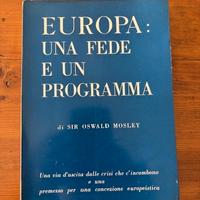 EUROPA:
UNA FEDE
E UN
PROGRAMMA
di SIR OSWALD MOSLEY
Una via d'uscita dalle crisi che c'incombono
e una
premessa per una concezione europeistica